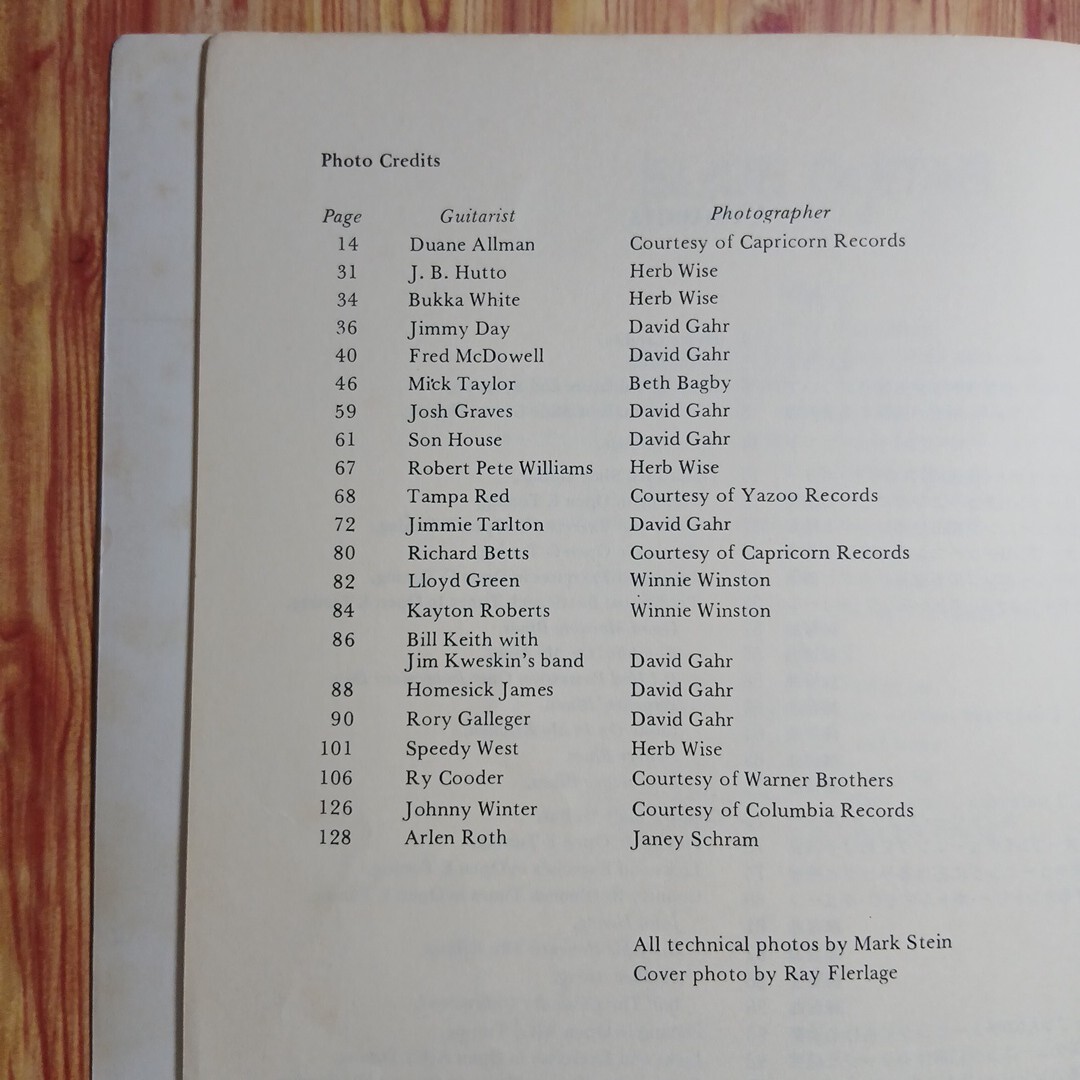 Photo Credits
Page Guitarist Photographer
14 Duane Allman Courtesy of Capricorn Records
31 J. B. Hutto Herb Wise
34 Bukka White Herb Wise
36 Jimmy Day David Gahr
40 Fred McDowell David Gahr
46 Mick Taylor Beth Bagby
59 Josh Graves David Gahr
61 Son House David Gahr
67 Robert Pete Williams Herb Wise
68 Tampa Red Courtesy of Yazoo Records
72 Jimmie Tarlton David Gahr
80 Richard Betts Courtesy of Capricorn Records
82 Lloyd Green Winnie Winston
84 Kayton Roberts Winnie Winston
86 Bill Keith with
Jim Kweskin's band David Gahr
88 Homesick James David Gahr
90 Rory Galleger David Gahr
101 Speedy West Herb Wise
106 Ry Cooder Courtesy of Warner Brothers
126 Johnny Winter Courtesy of Columbia Records
128 Arlen Roth Janey Schram
All technical photos by Mark Stein
Cover photo by Ray Flerlage